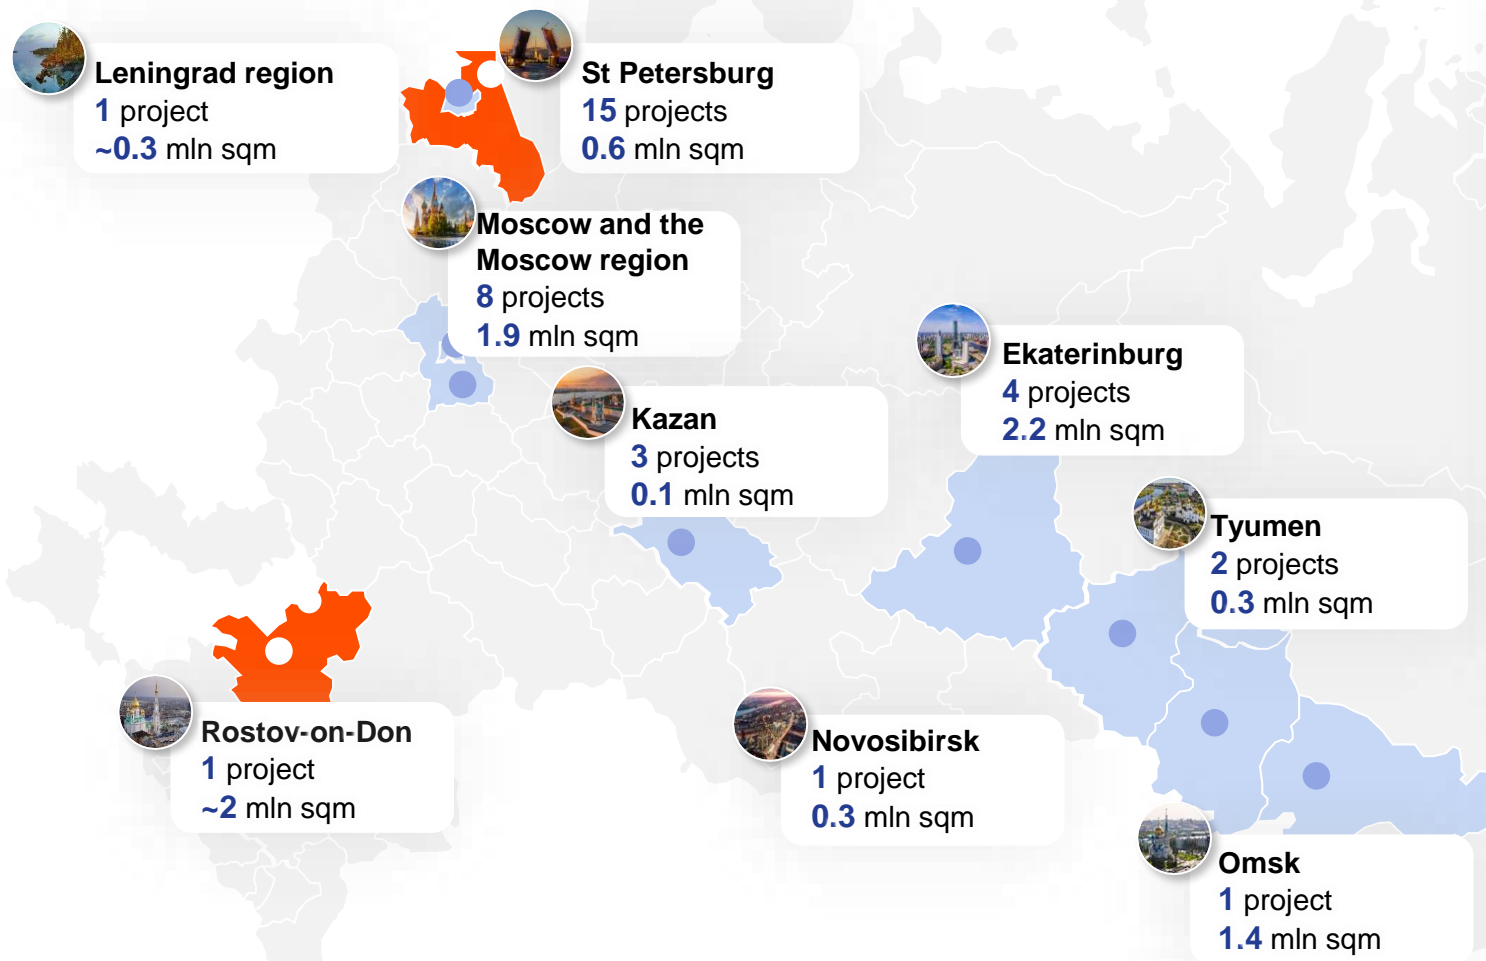 Leningrad region
1 project
~0.3 mln sqm
St Petersburg
15 projects
0.6 mln sqm
Moscow and the
Moscow region
8 projects
1.9 mln sqm
Ekaterinburg
4 projects
2.2 mln sqm
Kazan
3 projects
0.1 mln sqm
Tyumen
2 projects
0.3 mln sqm
Rostov-on-Don
1 project
~2 mln sqm
Novosibirsk
1 project
0.3 mln sqm
Omsk
1 project
1.4 mln sqm